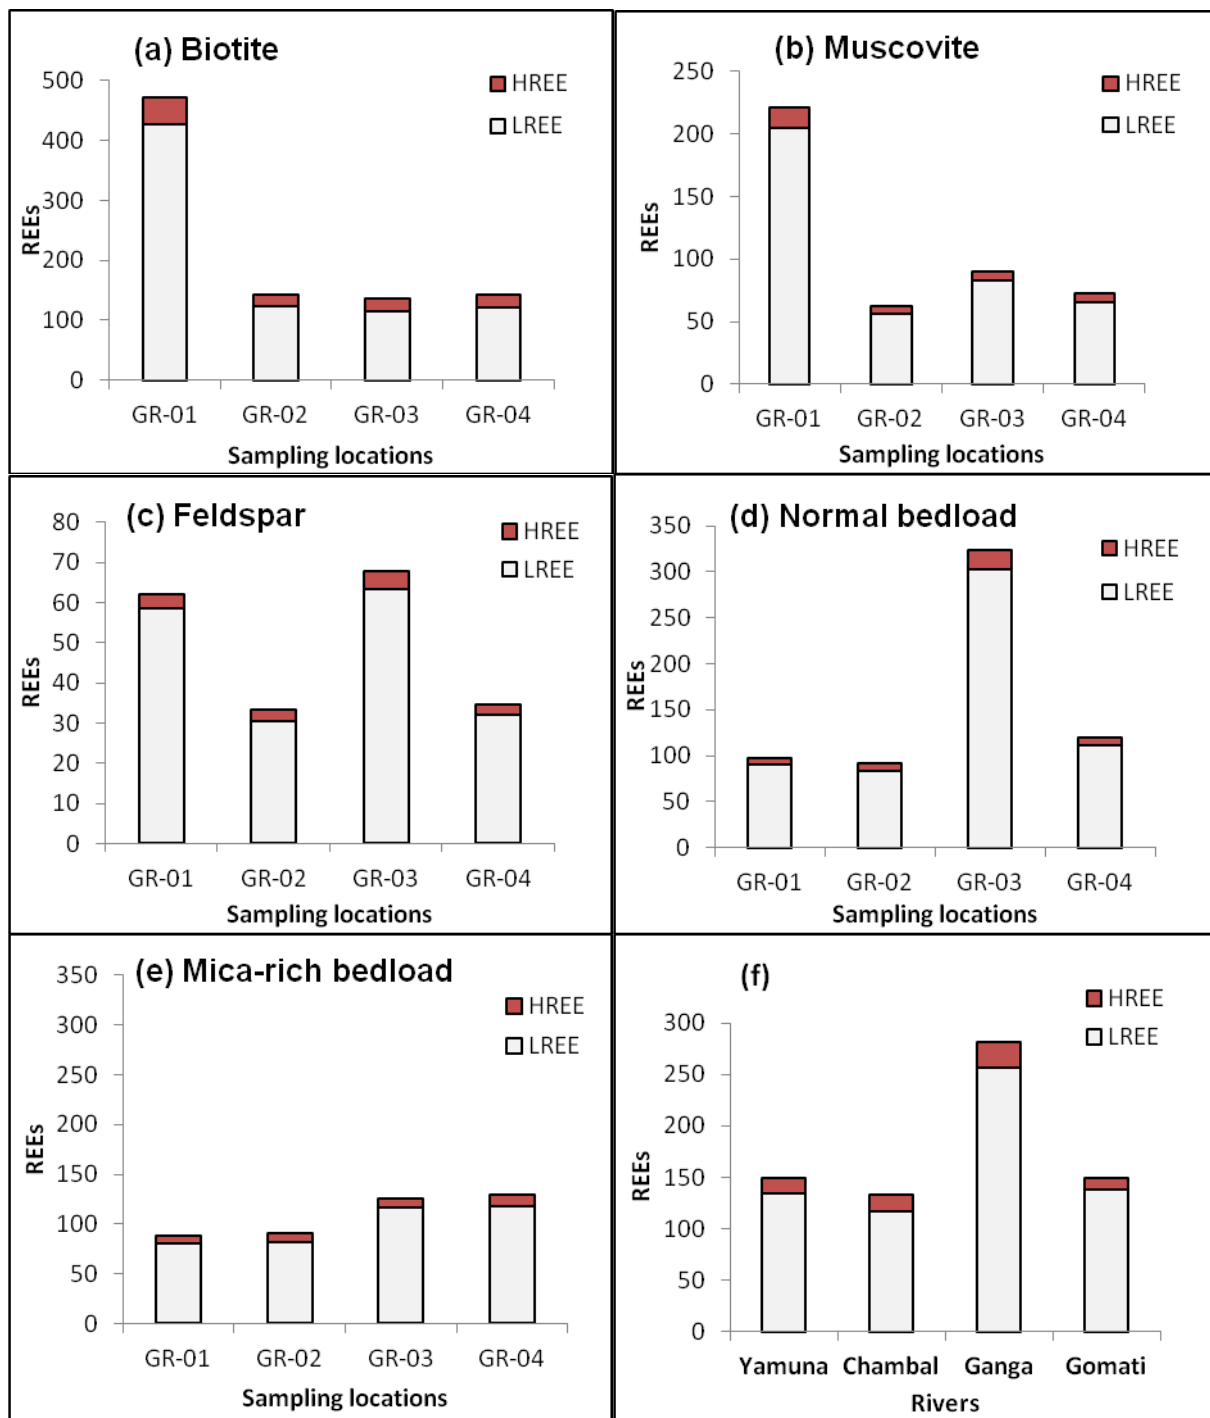 (a) Biotite
HREE
LREE
500
400
300
200
100
0
REEs
GR-01 GR-02 GR-03 GR-04
Sampling locations
(b) Muscovite
HREE
LREE
250
200
150
100
50
0
REEs
GR-01 GR-02 GR-03 GR-04
Sampling locations
(c) Feldspar
HREE
LREE
80
70
60
50
40
30
20
10
0
REEs
GR-01 GR-02 GR-03 GR-04
Sampling locations
(d) Normal bedload
HREE
LREE
350
300
250
200
150
100
50
0
REEs
GR-01 GR-02 GR-03 GR-04
Sampling locations
(e) Mica-rich bedload
HREE
LREE
350
300
250
200
150
100
50
0
REEs
GR-01 GR-02 GR-03 GR-04
Sampling locations
(f)
HREE
LREE
300
250
200
150
100
50
0
REEs
Yamuna Chambal Ganga Gomati
Rivers